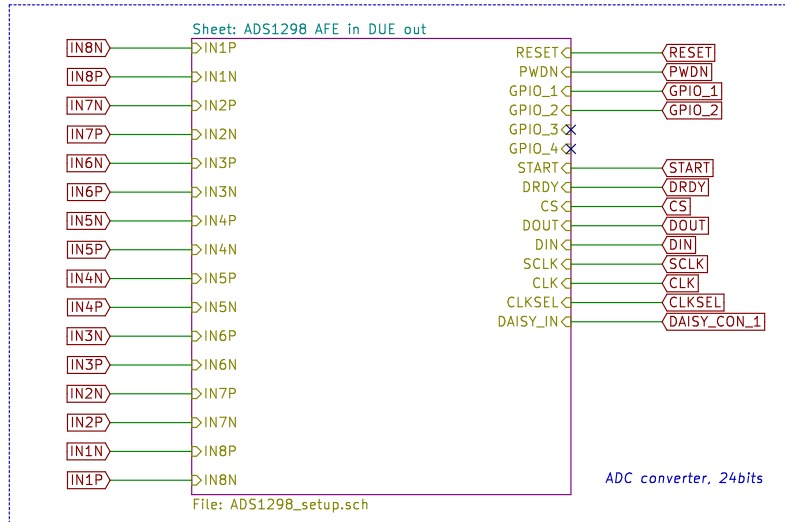 Sheet: ADS1298 AFE in DUE out
IN8N IN1P
IN8P IN1N
IN7N IN2P
IN7P IN2N
IN6N IN3P
IN6P IN3N
IN5N IN4P
IN5P IN4N
IN4N IN5P
IN4P IN5N
IN3N IN6P
IN3P IN6N
IN2N IN7P
IN2P IN7N
IN1N IN8P
IN1P IN8N
RESET RESET
PWDN PWDN
GPIO_1 GPIO_1
GPIO_2 GPIO_2
GPIO_3
GPIO_4
START START
DRDY DRDY
CS CS
DOUT DOUT
DIN DIN
SCLK SCLK
CLK CLK
CLKSEL CLKSEL
DAISY_IN DAISY_CON_1
ADC converter, 24bits
File: ADS1298_setup.sch